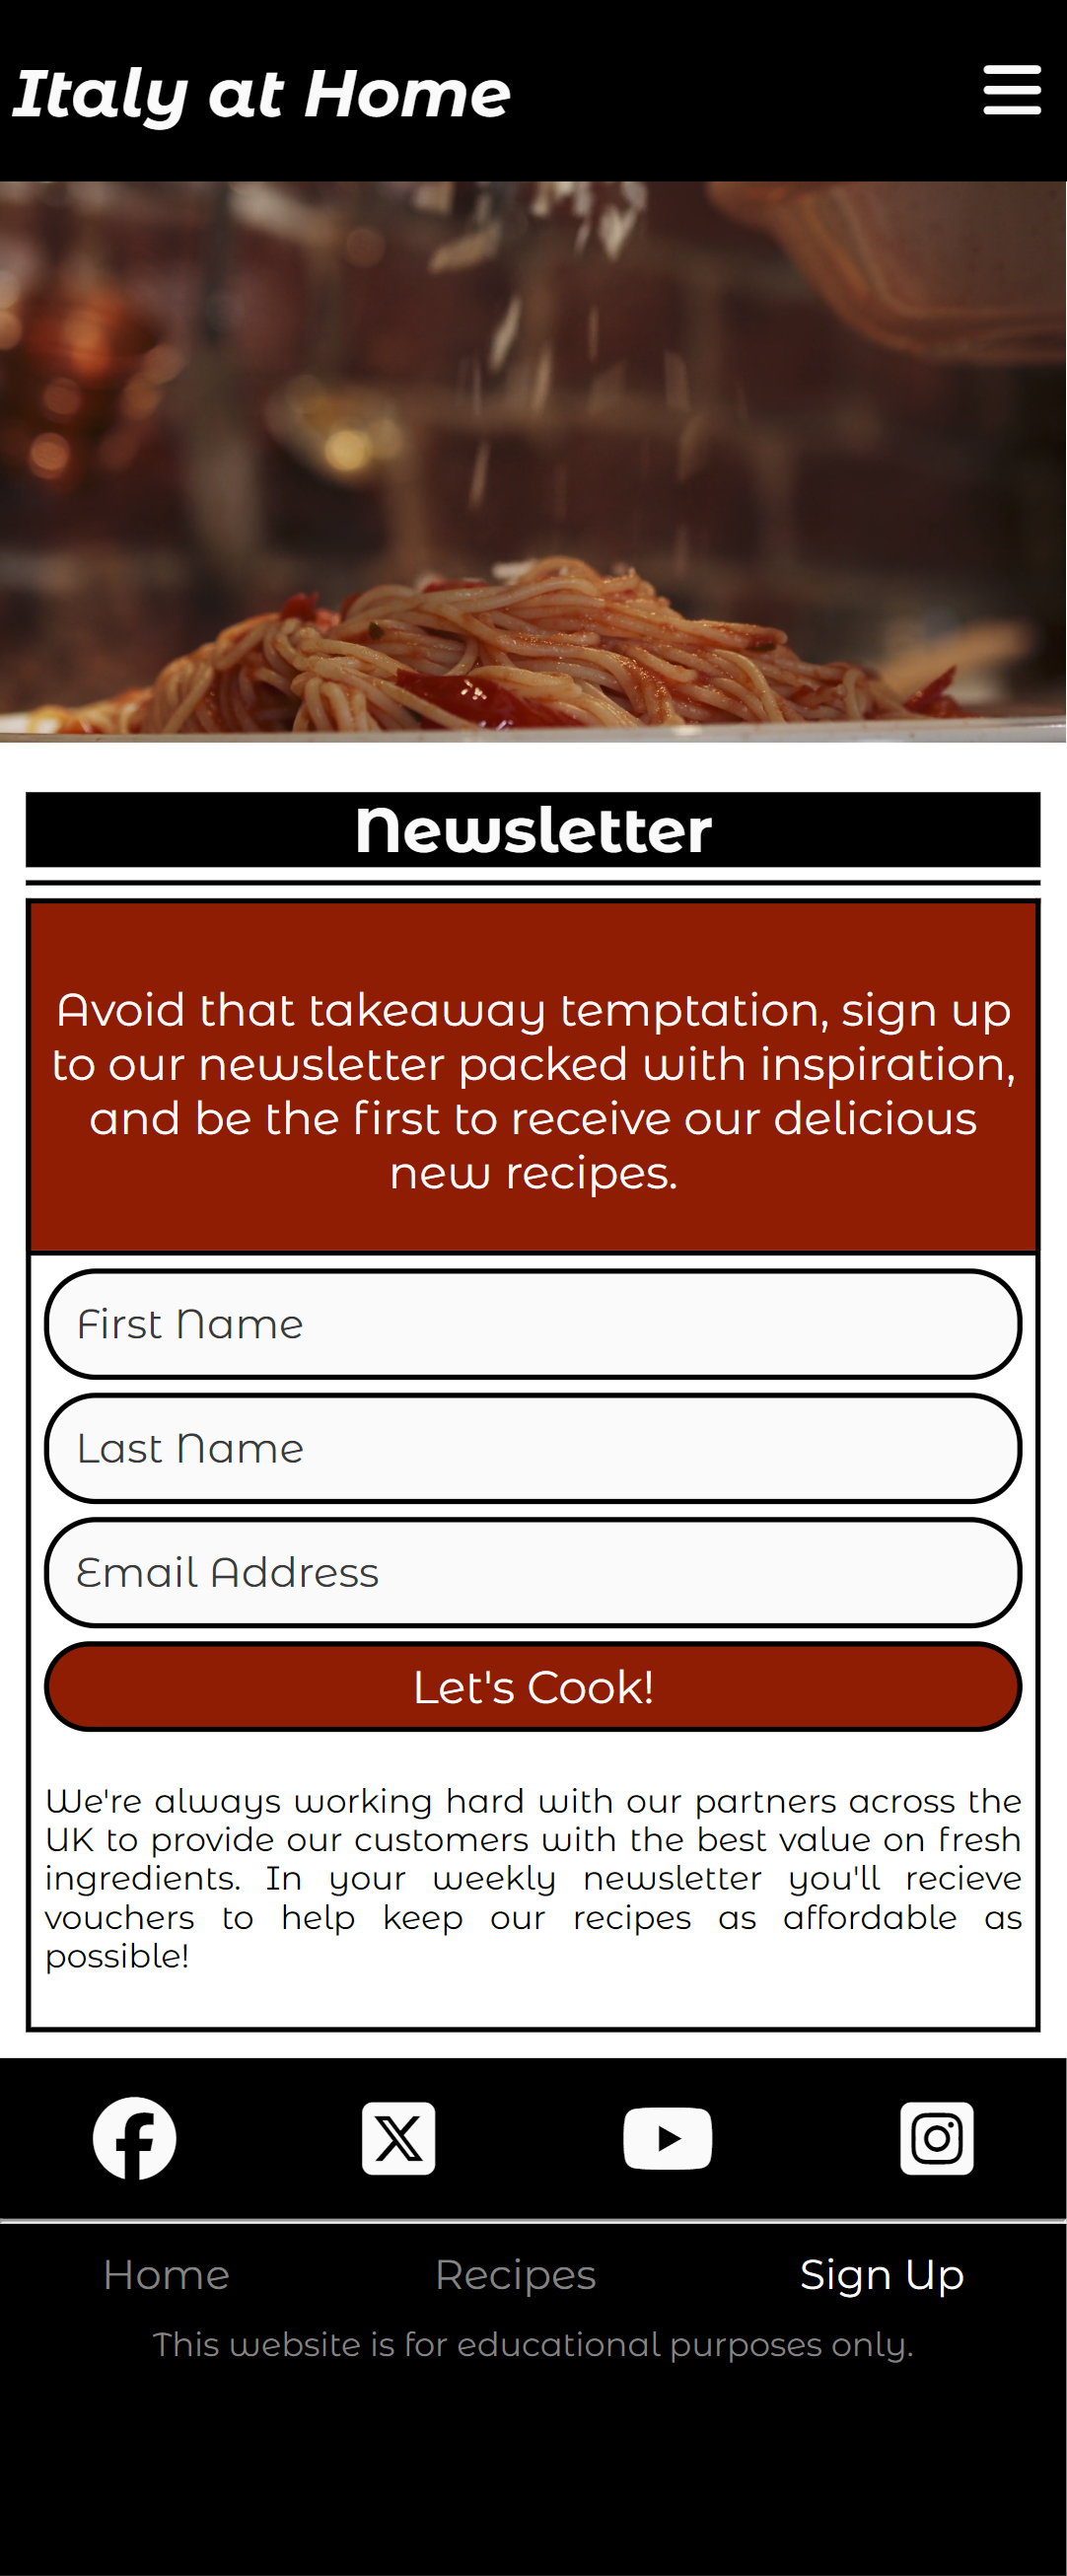 Italy at Home
Newsletter
Avoid that takeaway temptation, sign up
to our newsletter packed with inspiration,
and be the first to receive our delicious
new recipes.
First Name
Last Name
Email Address
Let's Cook!
We're always working hard with our partners across the
UK to provide our customers with the best value on fresh
ingredients. In your weekly newsletter you'll recieve
vouchers to help keep our recipes as affordable as
possible!
Home Recipes Sign Up
This website is for educational purposes only.